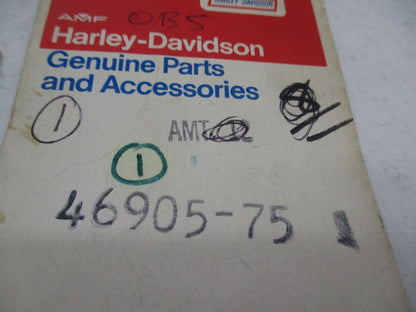 HARLEY-DAVIDSON
AMF OBS
Harley-Davidson
Genuine Parts
and Accessories
1
AMT
1
46905-75